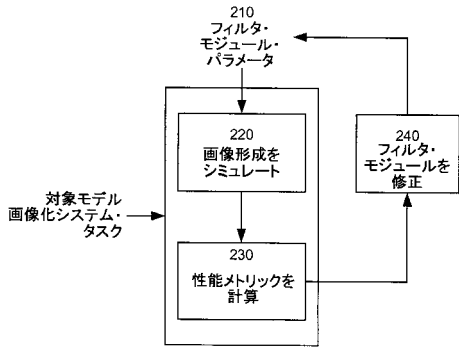 210
フィルタ・
モジュール・
パラメータ
220
画像形成を
シミュレート
240
フィルタ・
モジュールを
修正
対象モデル
画像化システム・
タスク
230
性能メトリックを
計算